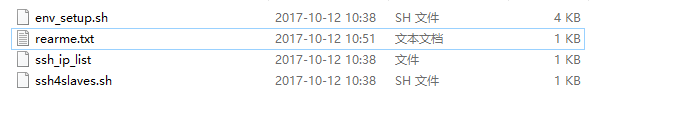 env_setup.sh 2017-10-12 10:38 SH 文件 4 KB
rearme.txt 2017-10-12 10:51 文本文档 1 KB
ssh_ip_list 2017-10-12 10:38 文件 1 KB
ssh4slaves.sh 2017-10-12 10:38 SH 文件 1 KB